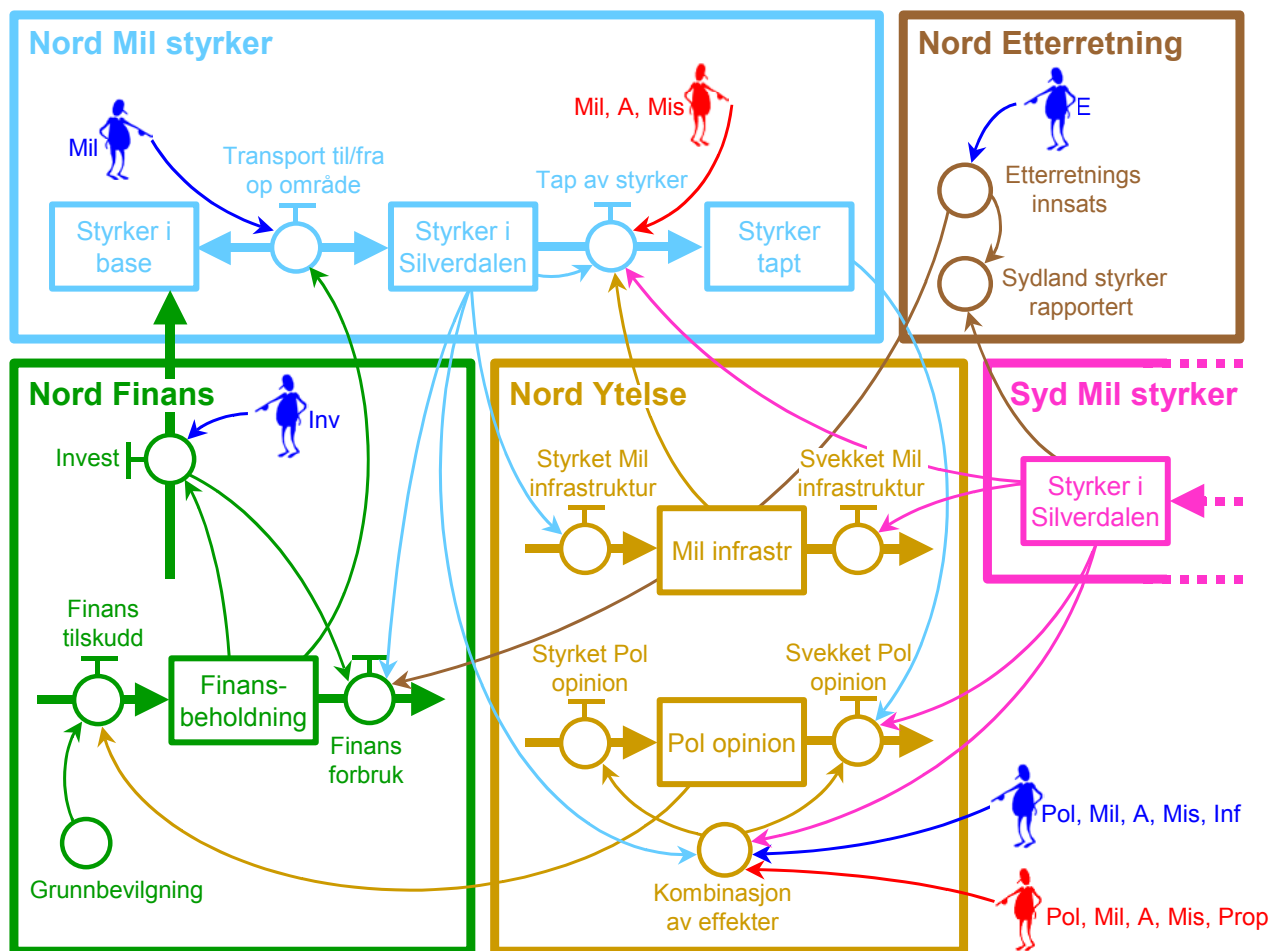 Nord Mil styrker
Mil
Transport til/fra
op område
Mil, A, Mis
Tap av styrker
Styrker i
base
Styrker i
Silverdalen
Styrker
tapt
Nord Etterretning
E
Etterretnings
innsats
Sydland styrker
rapportert
Nord Finans
Inv
Invest
Finans
tilskudd
Finans-
beholdning
Finans
forbruk
Grunnbevilgning
Nord Ytelse
Styrket Mil
infrastruktur
Svekket Mil
infrastruktur
Mil infrastr
Styrket Pol
opinion
Svekket Pol
opinion
Pol opinion
Kombinasjon
av effekter
Syd Mil styrker
Styrker i
Silverdalen
Pol, Mil, A, Mis, Inf
Pol, Mil, A, Mis, Prop